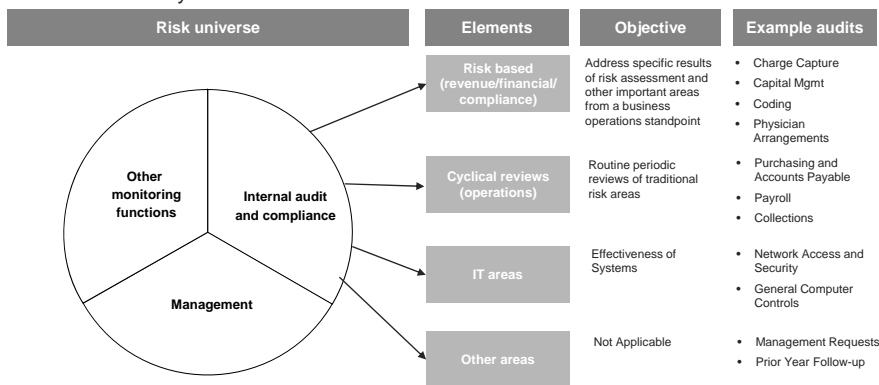 Risk universe
Elements
Objective
Example audits
Other
monitoring
functions
Internal audit
and compliance
Management
Risk based
(revenue/financial/
compliance)
Address specific results
of risk assessment and
other important areas
from a business
operations standpoint
• Charge Capture
• Capital Mgmt
• Coding
• Physician
Arrangements
Cyclical reviews
(operations)
Routine periodic
reviews of traditional
risk areas
• Purchasing and
Accounts Payable
• Payroll
• Collections
IT areas
Effectiveness of
Systems
• Network Access and
Security
• General Computer
Controls
Other areas
Not Applicable
• Management Requests
• Prior Year Follow-up